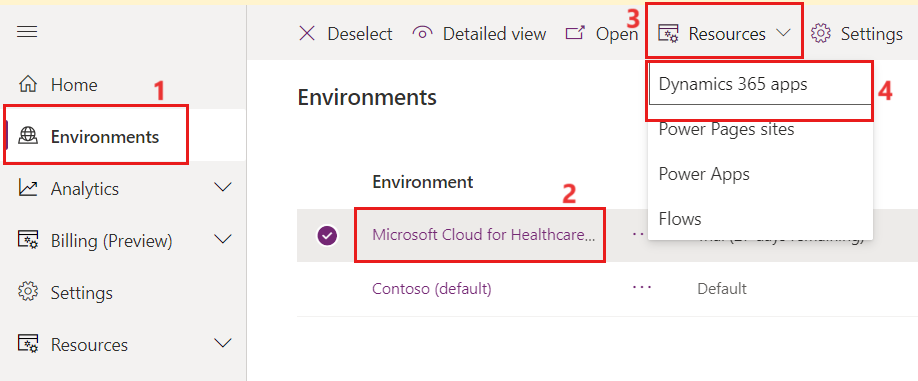 3
Deselect
Detailed view
Open
Resources
Settings
4
Dynamics 365 apps
Power Pages sites
Power Apps
Flows
Home
1
Environments
Analytics
Billing (Preview)
Settings
Resources
Environments
Environment
2
Microsoft Cloud for Healthcare...
...
Contoso (default)
...
Default